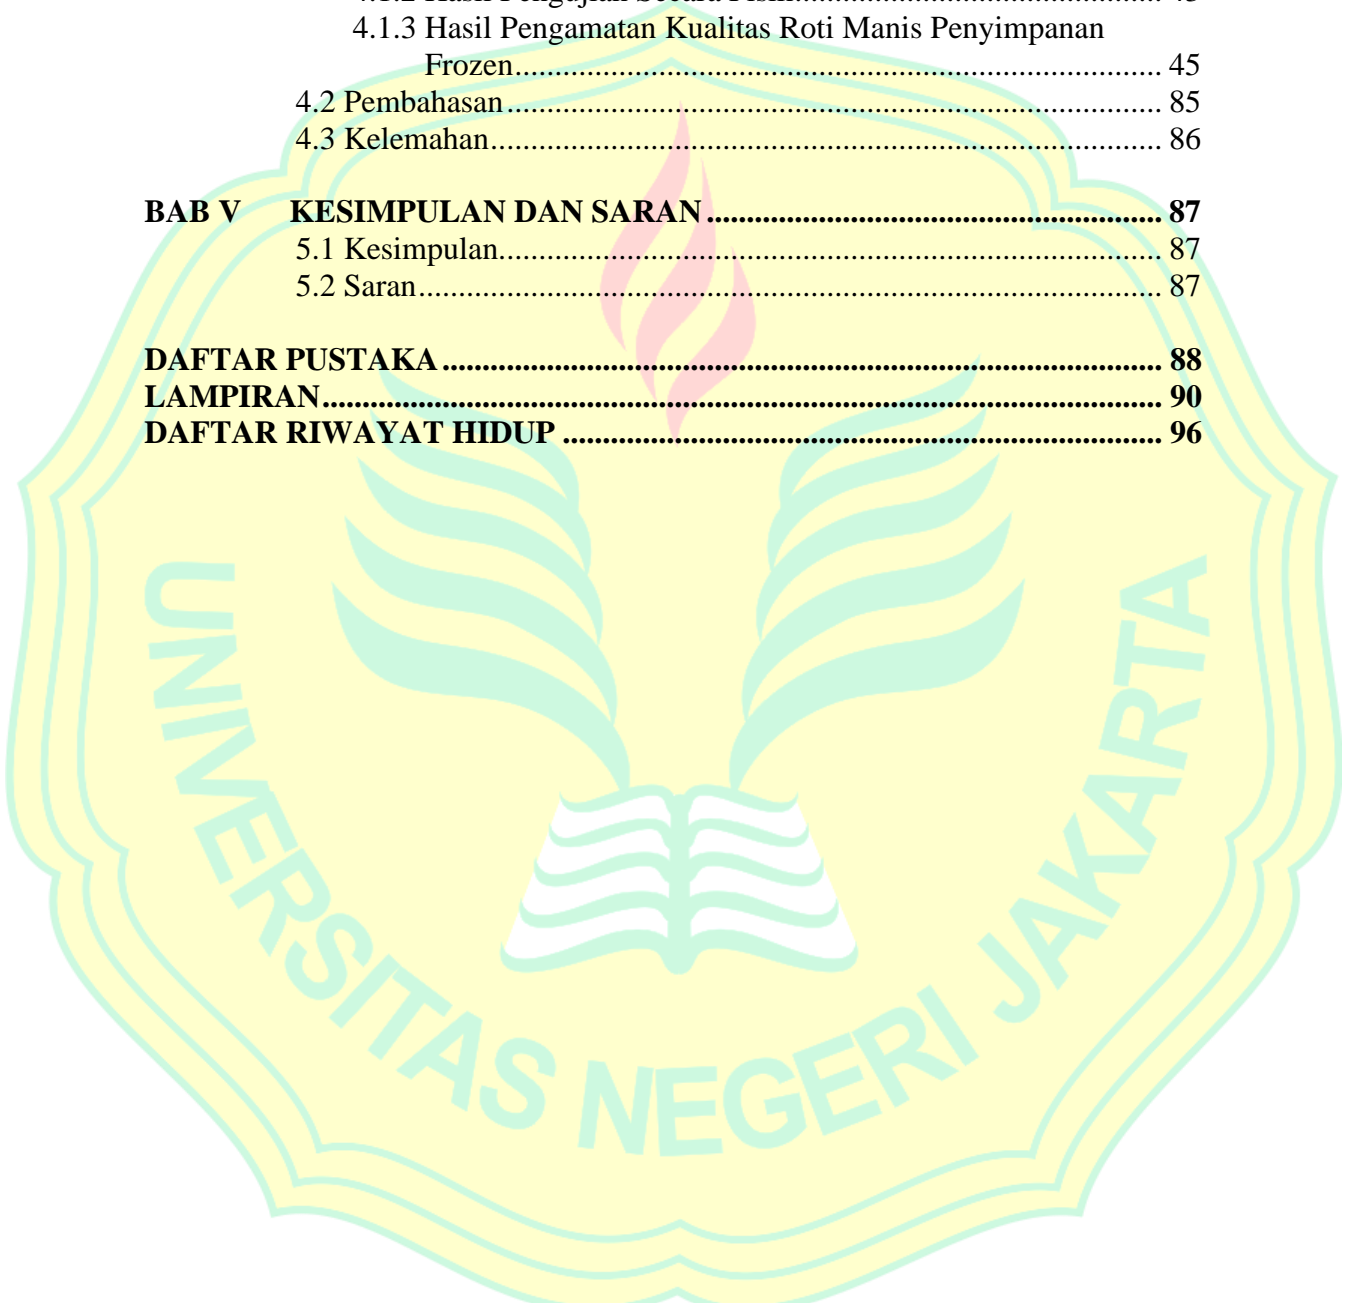 4.1.3 Hasil Pengamatan Kualitas Roti Manis Penyimpanan
Frozen........................................................................ 45
4.2 Pembahasan........................................................................ 85
4.3 Kelemahan........................................................................ 86
BAB V KESIMPULAN DAN SARAN........................................................ 87
5.1 Kesimpulan........................................................................ 87
5.2 Saran........................................................................ 87
DAFTAR PUSTAKA........................................................................ 88
LAMPIRAN........................................................................ 90
DAFTAR RIWAYAT HIDUP........................................................................ 96
UNIVERSITAS NEGERI JAKARTA